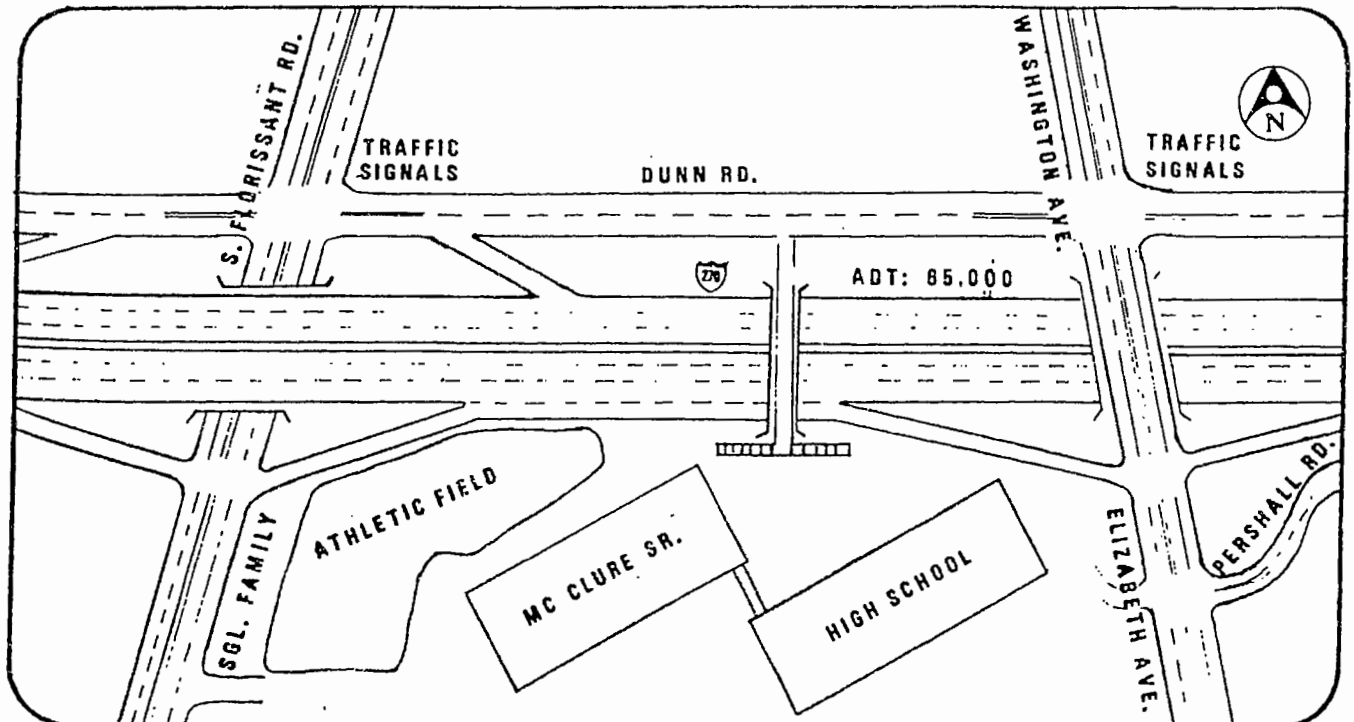 S. FLORISSANT RD.
TRAFFIC
SIGNALS
DUNN RD.
WASHINGTON AVE.
TRAFFIC
SIGNALS
N
270
ADT: 85,000
ATHLETIC FIELD
SGL. FAMILY
MC CLURE SR.
HIGH SCHOOL
ELIZABETH AVE.
PERSHALL RD.